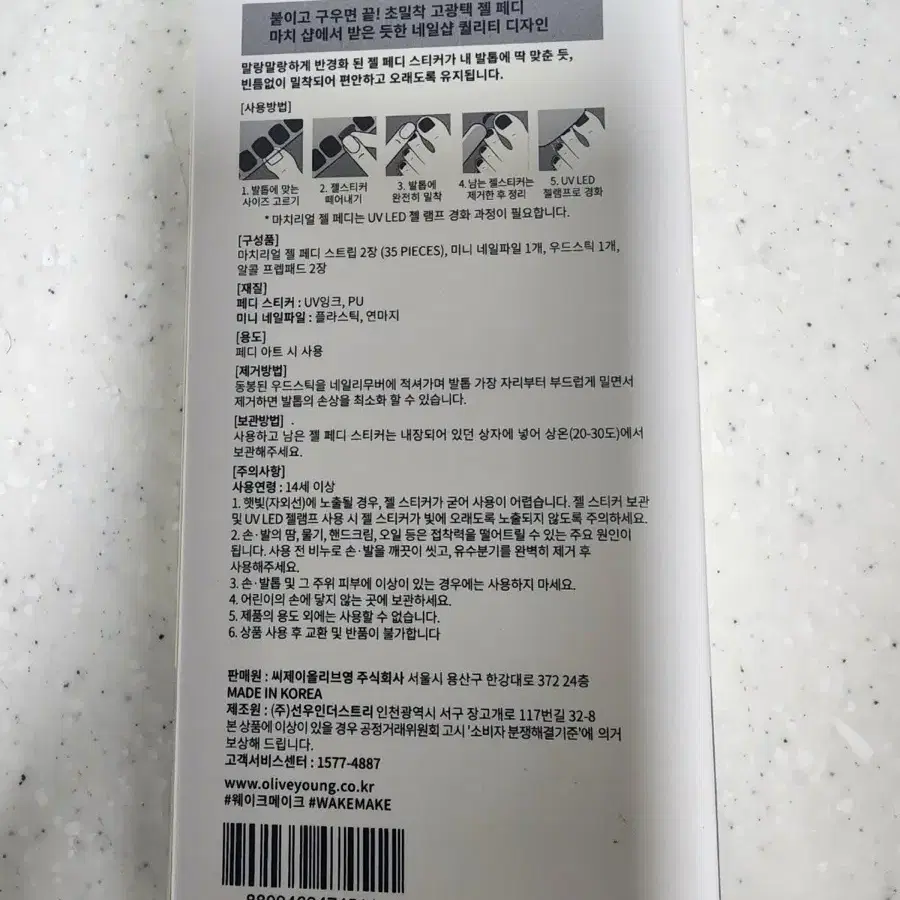 붙이고 구우면 끝! 초밀착 고광택 젤 페디
마치 샵에서 받은 듯한 네일샵 퀄리티 디자인
말랑말랑하게 반경화 된 젤 페디 스티커가 내 발톱에 딱 맞춘 듯,
빈틈없이 밀착되어 편안하고 오래도록 유지됩니다.
[사용방법]
1. 발톱에 맞는
사이즈 고르기
2. 젤스티커
떼어내기
3. 발톱에
완전히 밀착
4. 남는 젤스티커는
제거한 후 정리
5. UV LED
젤램프로 경화
* 마치리얼 젤 페디는 UV LED 젤 램프 경화 과정이 필요합니다.
[구성품]
마치리얼 젤 페디 스트립 2장 (35 PIECES), 미니 네일파일 1개, 우드스틱 1개,
알콜 프렙패드 2장
[재질]
페디 스티커 : UV잉크, PU
미니 네일파일 : 플라스틱, 연마지
[용도]
페디 아트 시 사용
[제거방법]
동봉된 우드스틱을 네일리무버에 적셔가며 발톱 가장 자리부터 부드럽게 밀면서
제거하면 발톱의 손상을 최소화 할 수 있습니다.
[보관방법] .
사용하고 남은 젤 페디 스티커는 내장되어 있던 상자에 넣어 상온(20-30도)에서
보관해주세요.
[주의사항]
사용연령 : 14세 이상
1. 햇빛(자외선)에 노출될 경우, 젤 스티커가 굳어 사용이 어렵습니다. 젤 스티커 보관
및 UV LED 젤램프 사용 시 젤 스티커가 빛에 오래도록 노출되지 않도록 주의하세요.
2. 손·발의 땀, 물기, 핸드크림, 오일 등은 접착력을 떨어트릴 수 있는 주요 원인이
됩니다. 사용 전 비누로 손·발을 깨끗이 씻고, 유수분기를 완벽히 제거 후
사용해주세요.
3. 손·발톱 및 그 주위 피부에 이상이 있는 경우에는 사용하지 마세요.
4. 어린이의 손에 닿지 않는 곳에 보관하세요.
5. 제품의 용도 외에는 사용할 수 없습니다.
6. 상품 사용 후 교환 및 반품이 불가합니다
판매원 : 씨제이올리브영 주식회사 서울시 용산구 한강대로 372 24층
MADE IN KOREA
제조원 : (주)선우인더스트리 인천광역시 서구 장고개로 117번길 32-8
본 상품에 이상이 있을 경우 공정거래위원회 고시 '소비자 분쟁해결기준'에 의거
보상해 드립니다.
고객서비스센터 : 1577-4887
www.oliveyoung.co.kr
#웨이크메이크 #WAKEMAKE